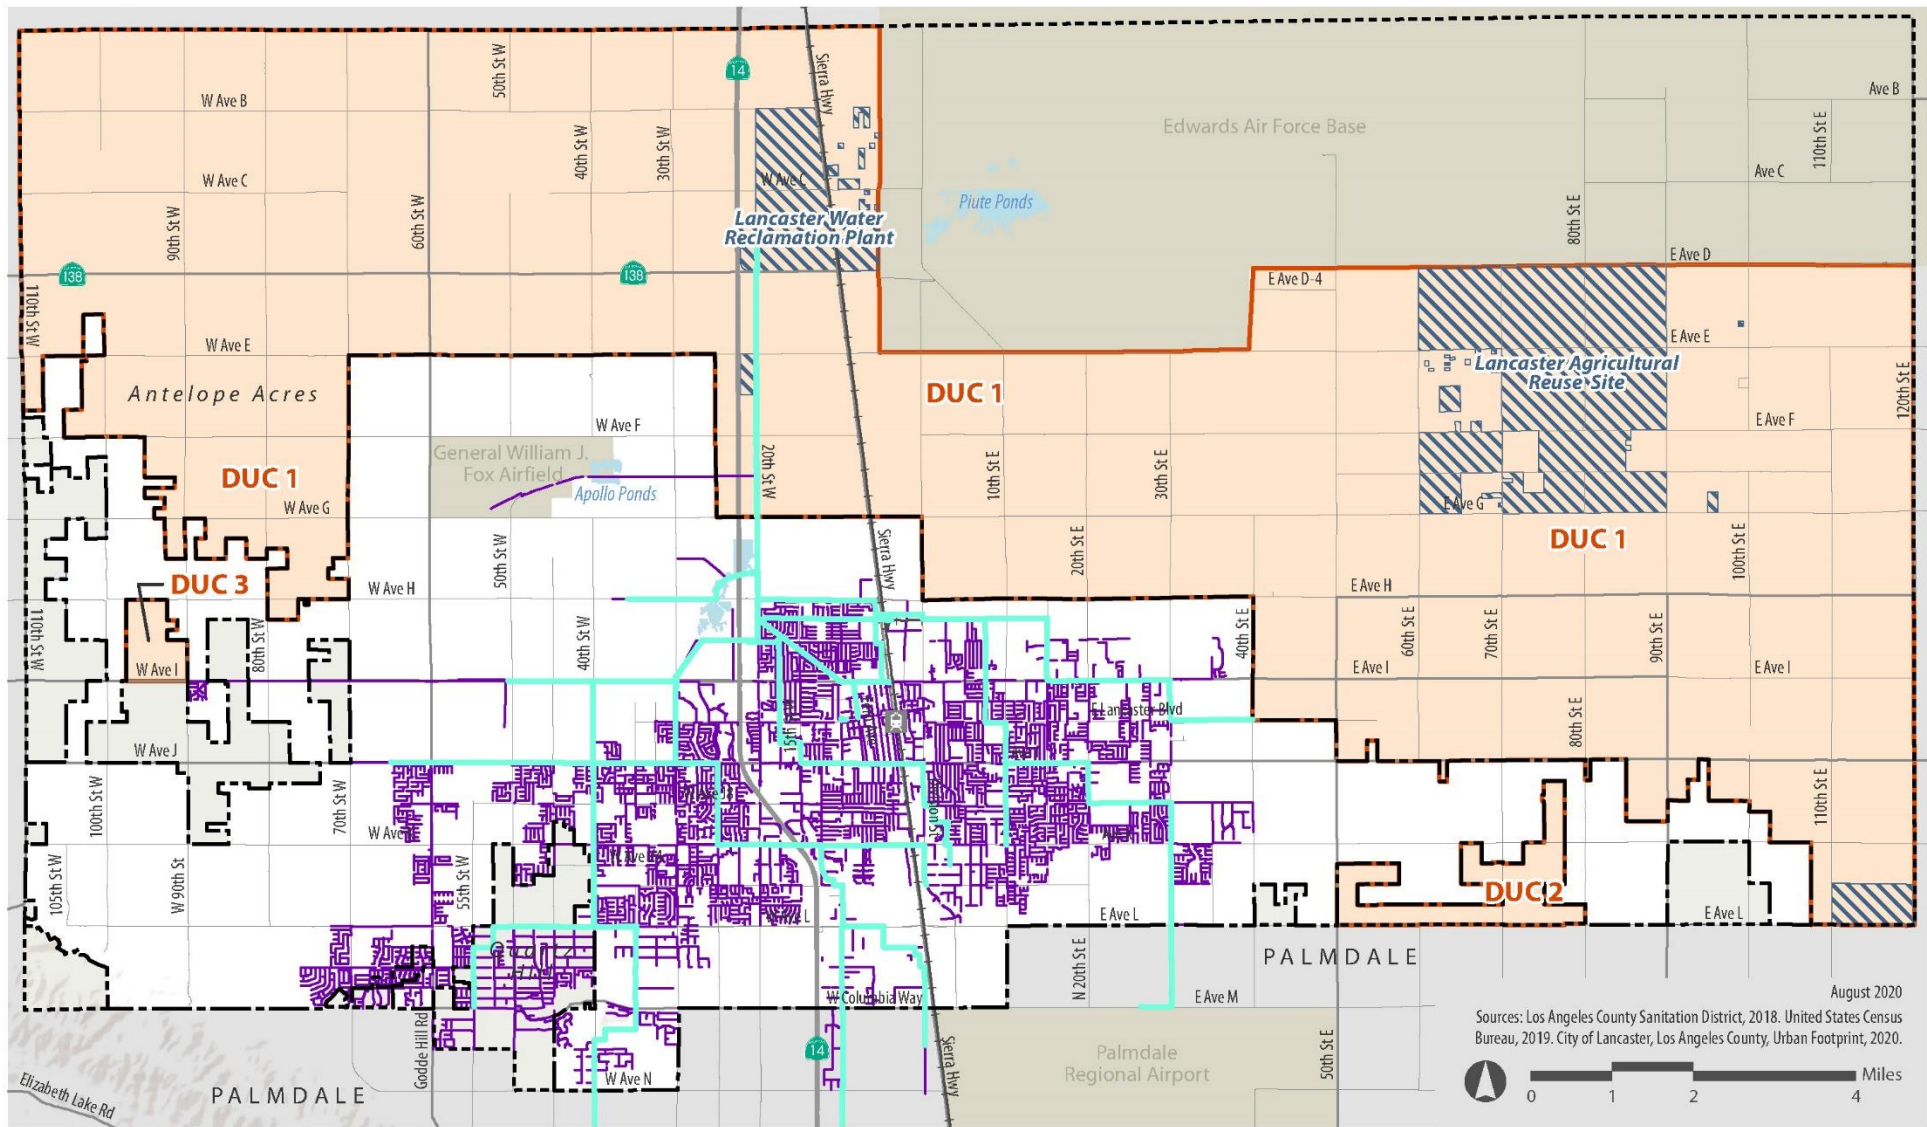 14
Sierra Hwy
50th St W
W Ave B
Ave B
Edwards Air Force Base
110th St E
40th St W
30th St W
W Ave C
W Ave C
Ave C
Piute Ponds
90th St W
60th St W
Lancaster Water
Reclamation Plant
80th St E
E Ave D
138
138
E Ave D-4
110th St W
W Ave E
E Ave E
Lancaster Agricultural
Reuse Site
120th St E
Antelope Acres
DUC 1
W Ave F
E Ave F
General William J.
Fox Airfield
Apollo Ponds
20th St W
10th St E
30th St E
DUC 1
W Ave G
E Ave G
DUC 1
Sierra Hwy
50th St W
20th St E
100th St E
DUC 3
W Ave H
E Ave H
110th St W
80th St W
40th St W
40th St E
60th St E
70th St E
90th St E
W Ave I
E Ave I
E Ave I
E Lancaster Blvd
80th St E
W Ave J
100th St W
70th St W
110th St E
105th St W
W 90th St
55th St W
DUC 2
W Ave L
E Ave L
E Ave L
Quartz
Hill
PALMDALE
N 20th St E
W Columbia Way
E Ave M
Godde Hill Rd
14
Sierra Hwy
Palmdale
Regional Airport
50th St E
W Ave N
Elizabeth Lake Rd
PALMDALE
August 2020
Sources: Los Angeles County Sanitation District, 2018. United States Census
Bureau, 2019. City of Lancaster, Los Angeles County, Urban Footprint, 2020.
Miles
0 1 2 4